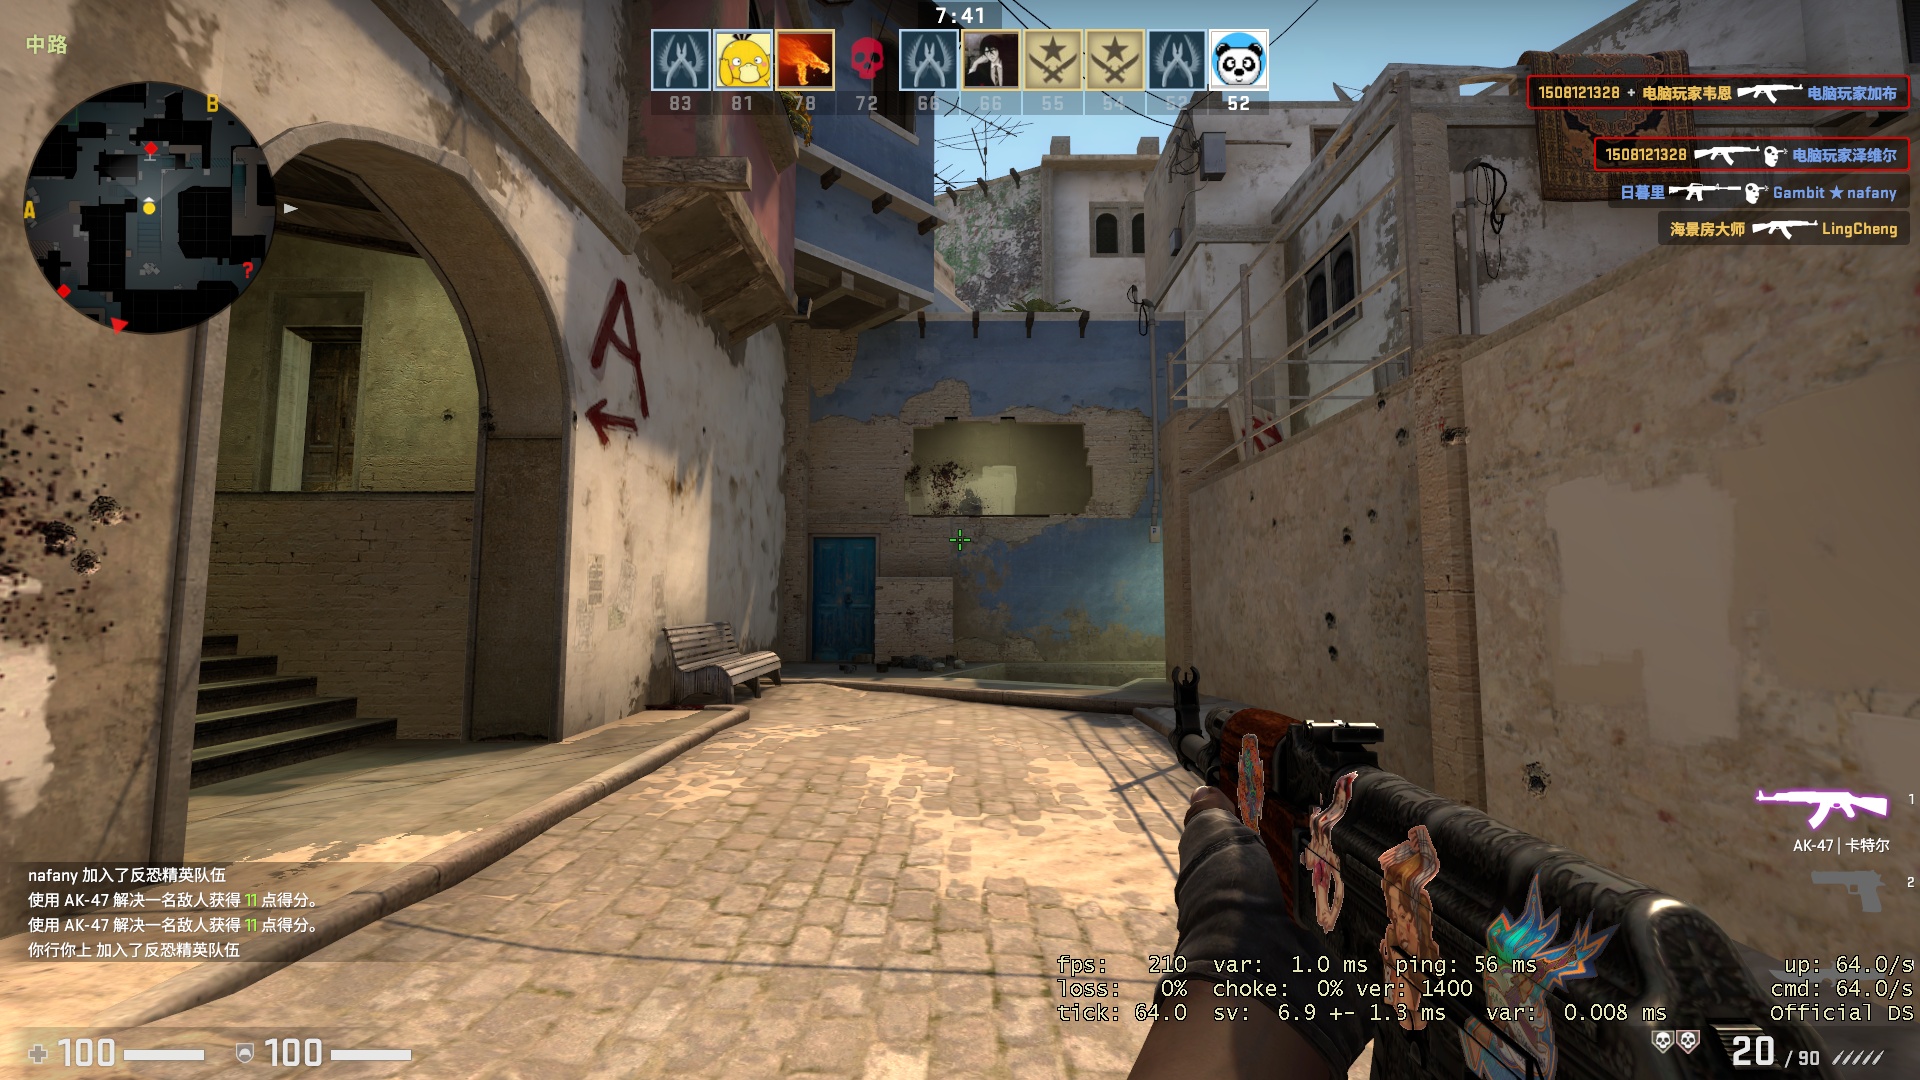 7:41
中路
B
A
?
83 81 78 72 66 66 55 54 52 52
1508121328 + 电脑玩家韦恩 电脑玩家加布
1508121328 电脑玩家泽维尔
日暮里 Gambit ★ nafany
海景房大师 LingCheng
A
1
AK-47 | 卡特尔
2
nafany 加入了反恐精英队伍
使用 AK-47 解决一名敌人获得 11 点得分。
使用 AK-47 解决一名敌人获得 11 点得分。
你行你上 加入了反恐精英队伍
fps: 210 var: 1.0 ms ping: 56 ms up: 64.0/s
loss: 0% choke: 0% ver: 1400 cmd: 64.0/s
tick: 64.0 sv: 6.9 +- 1.3 ms var: 0.008 ms Official DS
100 100 20 / 90